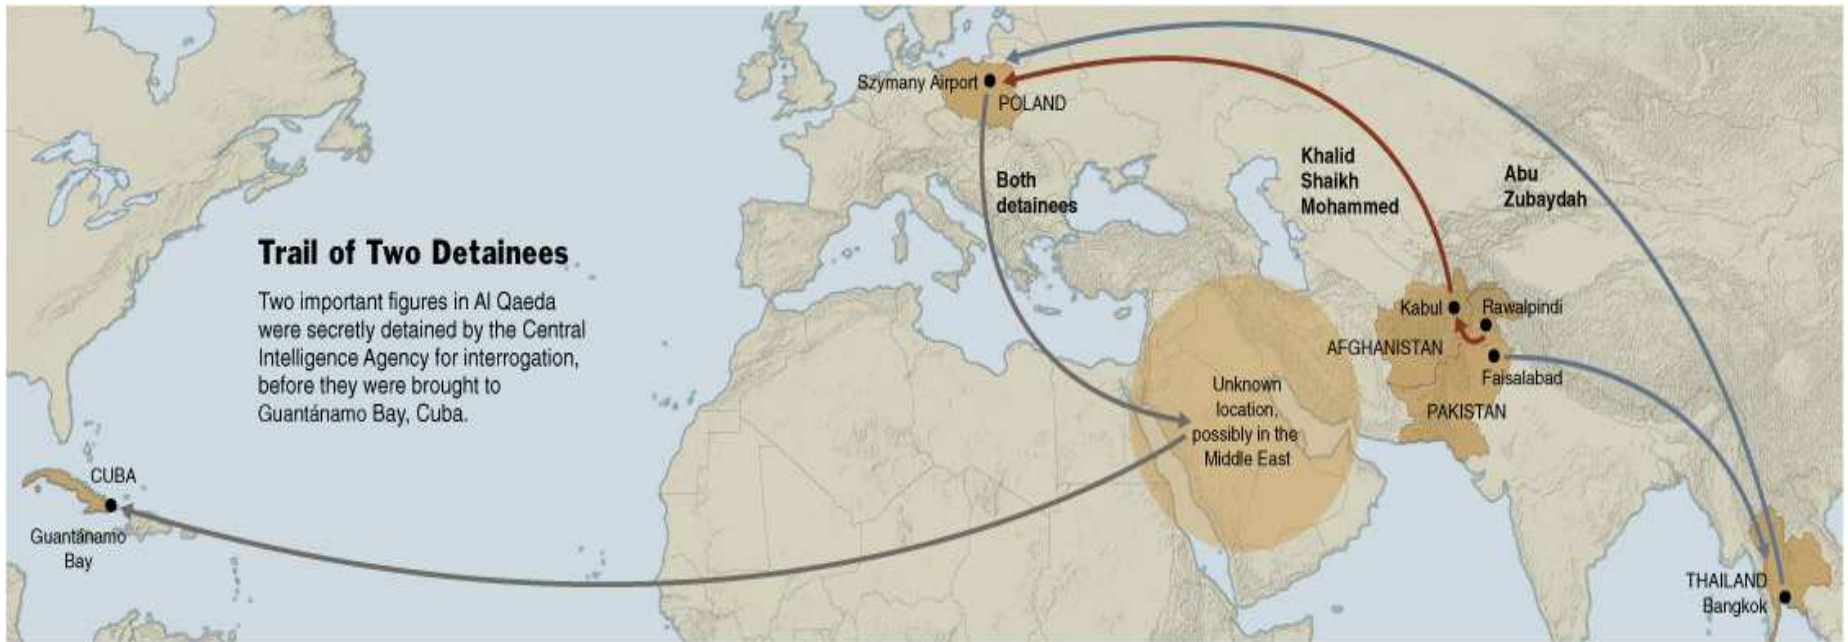 Szymany Airport
POLAND
Both
detainees
Khalid
Shaikh
Mohammed
Abu
Zubaydah
Trail of Two Detainees
Two important figures in Al Qaeda
were secretly detained by the Central
Intelligence Agency for interrogation,
before they were brought to
Guantánamo Bay, Cuba.
Kabul
Rawalpindi
AFGHANISTAN
Faisalabad
PAKISTAN
Unknown
location,
possibly in the
Middle East
CUBA
Guantánamo
Bay
THAILAND
Bangkok